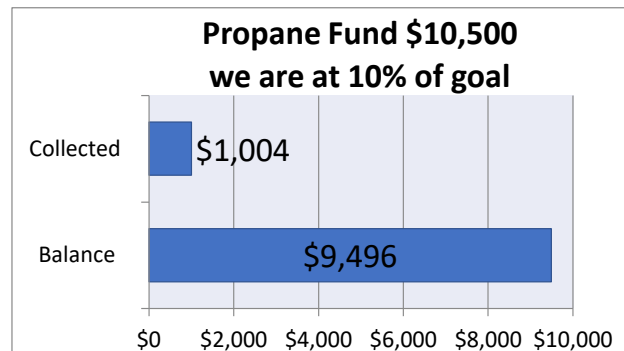 Propane Fund $10,500
we are at 10% of goal
Collected
$1,004
Balance
$9,496
$0 $2,000 $4,000 $6,000 $8,000 $10,000